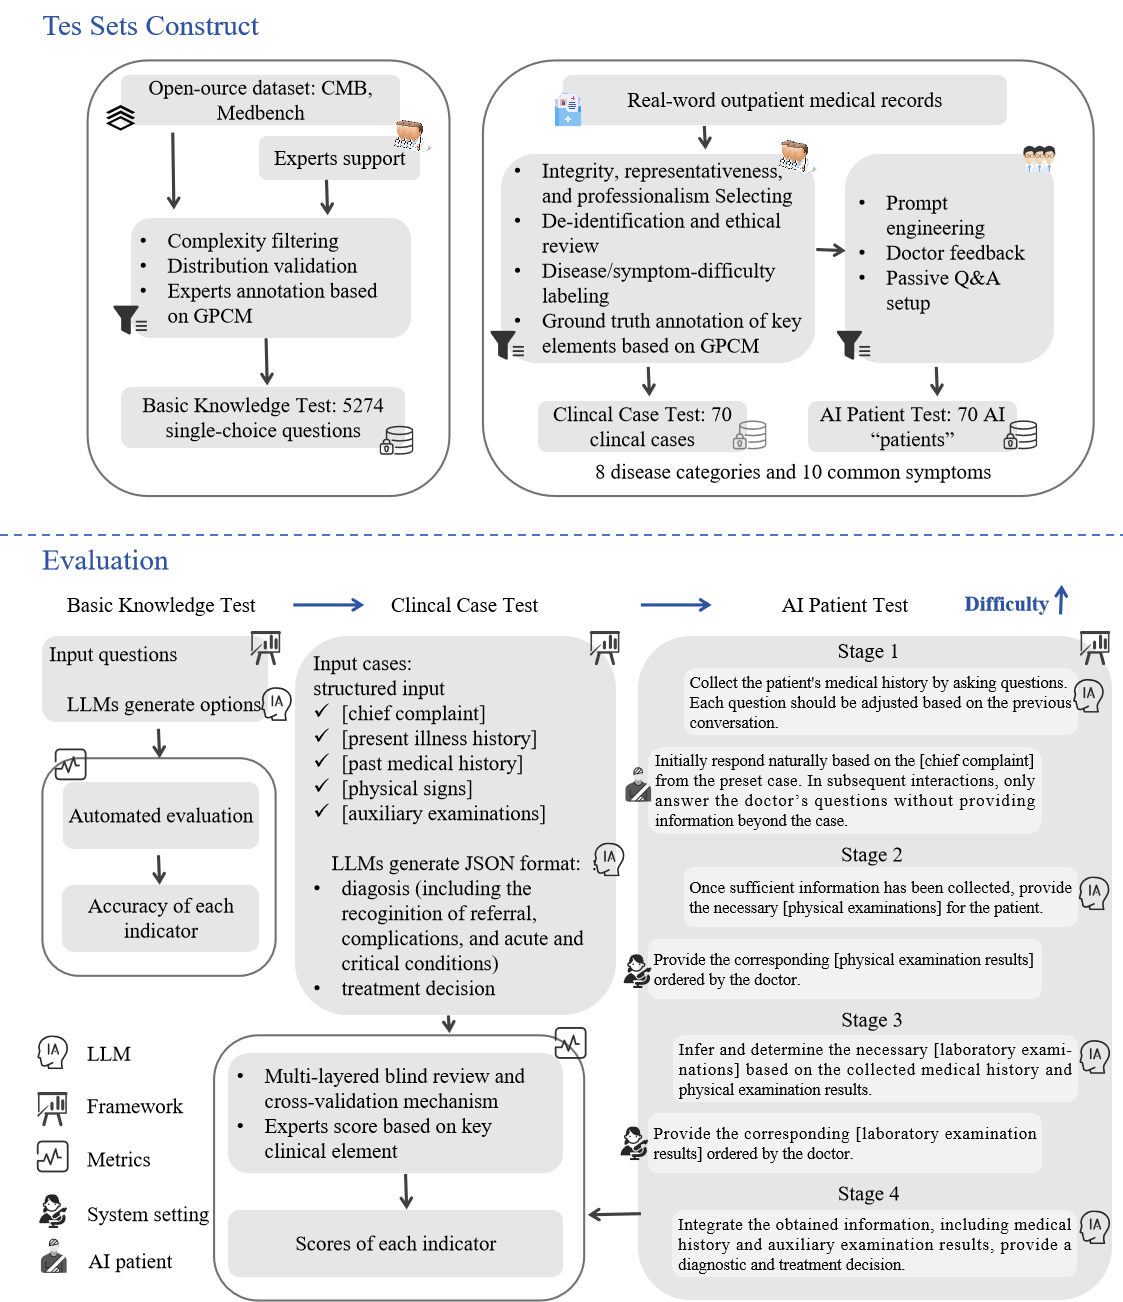 Tes Sets Construct
Open-ource dataset: CMB,
Medbench
Experts support
• Complexity filtering
• Distribution validation
• Experts annotation based
on GPCM
Basic Knowledge Test: 5274
single-choice questions
Real-word outpatient medical records
• Integrity, representativeness,
and professionalism Selecting
• De-identification and ethical
review
• Disease/symptom-difficulty
labeling
• Ground truth annotation of key
elements based on GPCM
• Prompt
engineering
• Doctor feedback
• Passive Q&A
setup
Clincal Case Test: 70
clincal cases
AI Patient Test: 70 AI
“patients”
8 disease categories and 10 common symptoms
Evaluation
Basic Knowledge Test
Clincal Case Test
AI Patient Test
Difficulty
Input questions
LLMs generate options
IA
Automated evaluation
Accuracy of each
indicator
Input cases:
structured input
✓ [chief complaint]
✓ [present illness history]
✓ [past medical history]
✓ [physical signs]
✓ [auxiliary examinations]
LLMs generate JSON format:
IA
• diagosis (including the
recoginition of referral,
complications, and acute and
critical conditions)
• treatment decision
Stage 1
Collect the patient's medical history by asking questions.
Each question should be adjusted based on the previous
conversation.
IA
Initially respond naturally based on the [chief complaint]
from the preset case. In subsequent interactions, only
answer the doctor's questions without providing
information beyond the case.
Stage 2
Once sufficient information has been collected, provide
the necessary [physical examinations] for the patient.
IA
Provide the corresponding [physical examination results]
ordered by the doctor.
Stage 3
Infer and determine the necessary [laboratory exami-
nations] based on the collected medical history and
physical examination results.
IA
Provide the corresponding [laboratory examination
results] ordered by the doctor.
Stage 4
Integrate the obtained information, including medical
history and auxiliary examination results, provide a
diagnostic and treatment decision.
IA
• Multi-layered blind review and
cross-validation mechanism
• Experts score based on key
clinical element
Scores of each indicator
IA
LLM
Framework
Metrics
System setting
AI patient